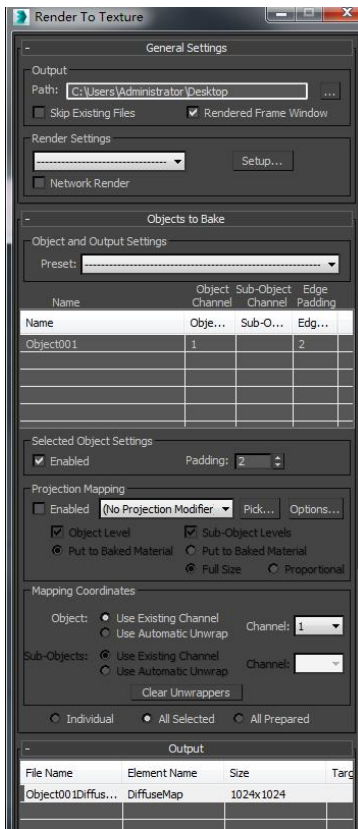 Render To Texture
General Settings
Output
Path: C:\Users\Administrator\Desktop ...
Skip Existing Files Rendered Frame Window
Render Settings
-------------------------------- Setup...
Network Render
Objects to Bake
Object and Output Settings
Preset: --------------------------------------------------------
Object Sub-Object Edge
Name Channel Channel Padding
Name Obje... Sub-O... Edg...
Object001 1 2
Selected Object Settings
Enabled Padding: 2
Projection Mapping
Enabled (No Projection Modifier Pick... Options...
Object Level Sub-Object Levels
Put to Baked Material Put to Baked Material
Full Size Proportional
Mapping Coordinates
Object: Use Existing Channel Channel: 1
Use Automatic Unwrap
Sub-Objects: Use Existing Channel Channel:
Use Automatic Unwrap
Clear Unwrappers
Individual All Selected All Prepared
Output
File Name Element Name Size Targ
Object001Diffus... DiffuseMap 1024x1024